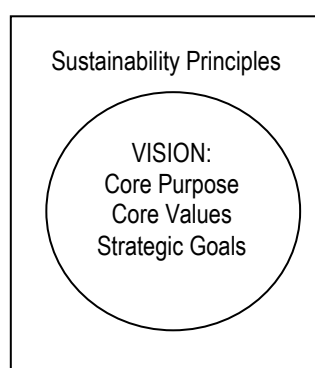 Sustainability Principles
VISION:
Core Purpose
Core Values
Strategic Goals